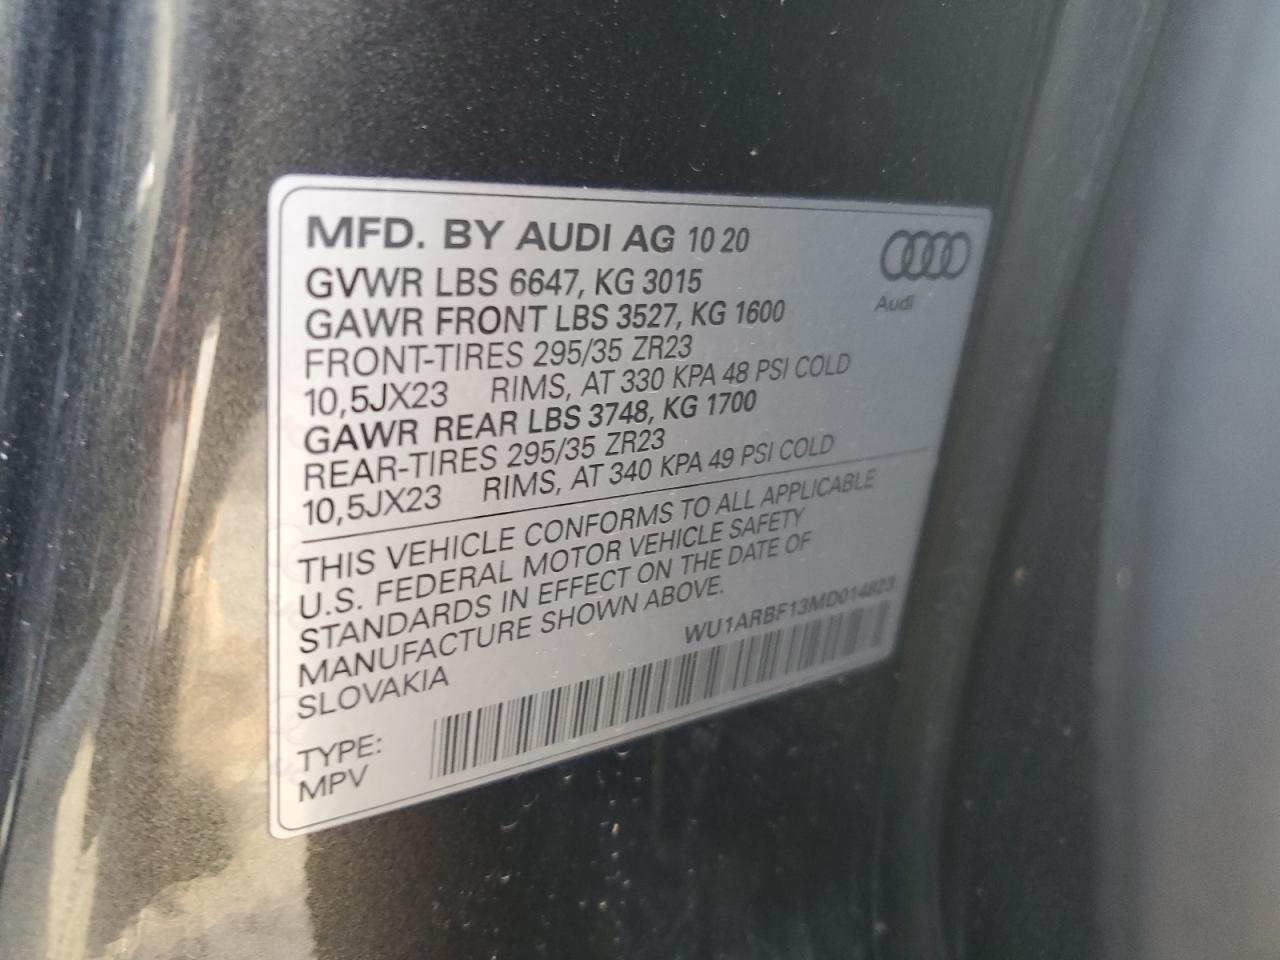 MFD. BY AUDI AG 10 20
GVWR LBS 6647, KG 3015
GAWR FRONT LBS 3527, KG 1600
FRONT-TIRES 295/35 ZR23
10,5JX23 RIMS, AT 330 KPA 48 PSI COLD
GAWR REAR LBS 3748, KG 1700
REAR-TIRES 295/35 ZR23
10,5JX23 RIMS, AT 340 KPA 49 PSI COLD
Audi
THIS VEHICLE CONFORMS TO ALL APPLICABLE
U.S. FEDERAL MOTOR VEHICLE SAFETY
STANDARDS IN EFFECT ON THE DATE OF
MANUFACTURE SHOWN ABOVE.
SLOVAKIA
WU1ARBF13MD014823
TYPE:
MPV